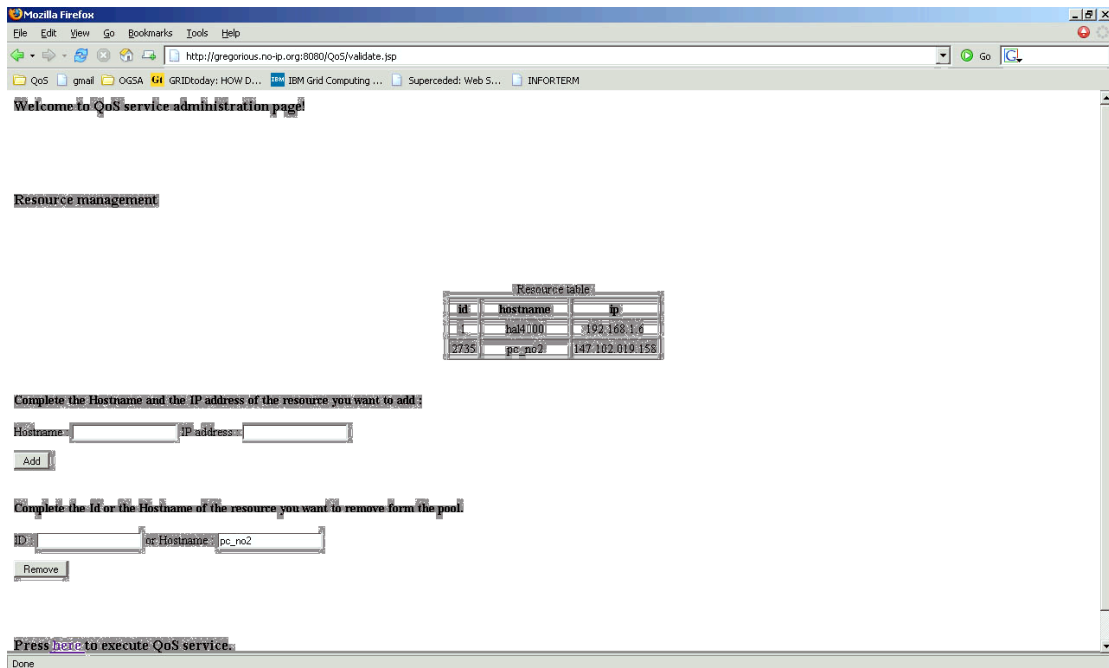 Mozilla Firefox
File Edit View Go Bookmarks Tools Help
http://gregorious.no-ip.org:8080/QoS/validate.jsp Go
QoS gmail OGSA GRIDtoday: HOW D... IBM Grid Computing ... Superceded: Web S... INFORTERM
Welcome to QoS service administration page!
Resource management
Resource table
id hostname ip
1 hal4000 192.168.1.6
2735 pc_no2 147.102.019.158
Complete the Hostname and the IP address of the resource you want to add :
Hostname : IP address :
Add
Complete the Id or the Hostname of the resource you want to remove form the pool.
ID : or Hostname : pc_no2
Remove
Press here to execute QoS service.
Done